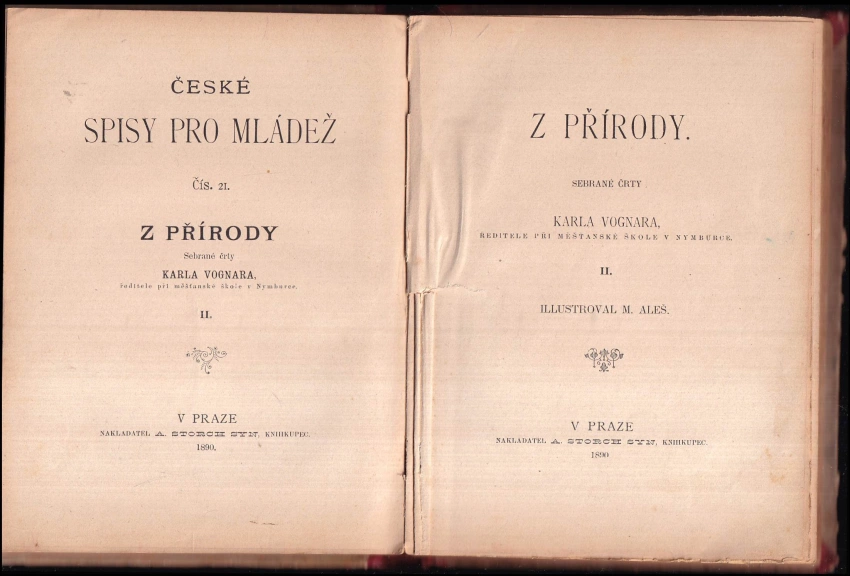 ČESKÉ
SPISY PRO MLÁDEŽ
Čís. 21.
Z PŘÍRODY
Sebrané črty
KARLA VOGNARA,
ředitele při měšťanské škole v Nymburce.
II.
V PRAZE
NAKLADATEL A. STORCH SYN, KNIHKUPEC.
1890.
Z PŘÍRODY.
SEBRANÉ ČRTY
KARLA VOGNARA,
ŘEDITELE PŘI MĚŠŤANSKÉ ŠKOLE V NYMBURCE.
II.
ILLUSTROVAL M. ALEŠ.
V PRAZE
NAKLADATEL A. STORCH SYN, KNIHKUPEC.
1890